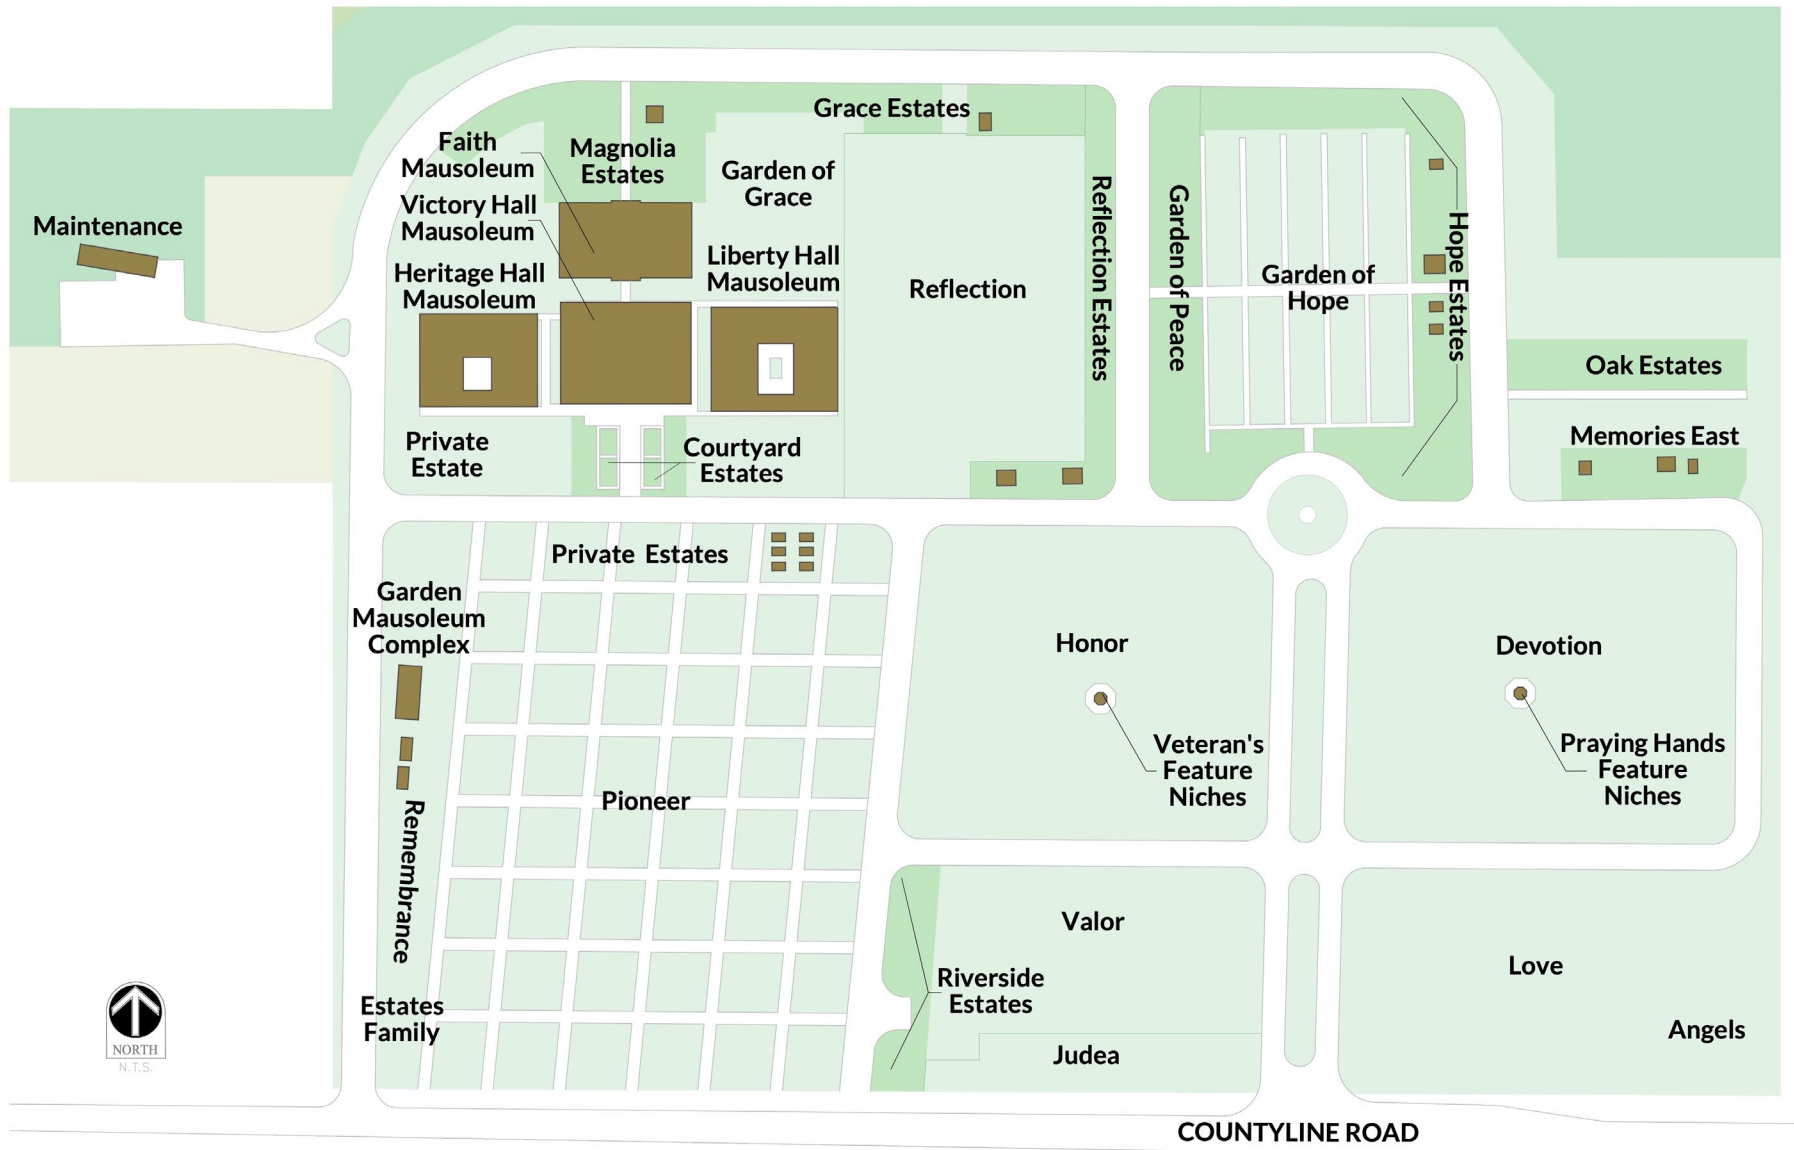 Grace Estates
Faith
Mausoleum
Magnolia
Estates
Garden of
Grace
Victory Hall
Mausoleum
Maintenance
Heritage Hall
Mausoleum
Liberty Hall
Mausoleum
Reflection
Reflection Estates
Garden of Peace
Garden of
Hope
Hope Estates
Oak Estates
Memories East
Private
Estate
Courtyard
Estates
Private Estates
Garden
Mausoleum
Complex
Honor
Devotion
Veteran's
Feature
Niches
Praying Hands
Feature
Niches
Pioneer
Remembrance
Valor
Riverside
Estates
Love
Estates
Family
Angels
Judea
NORTH
N.T.S.
COUNTYLINE ROAD